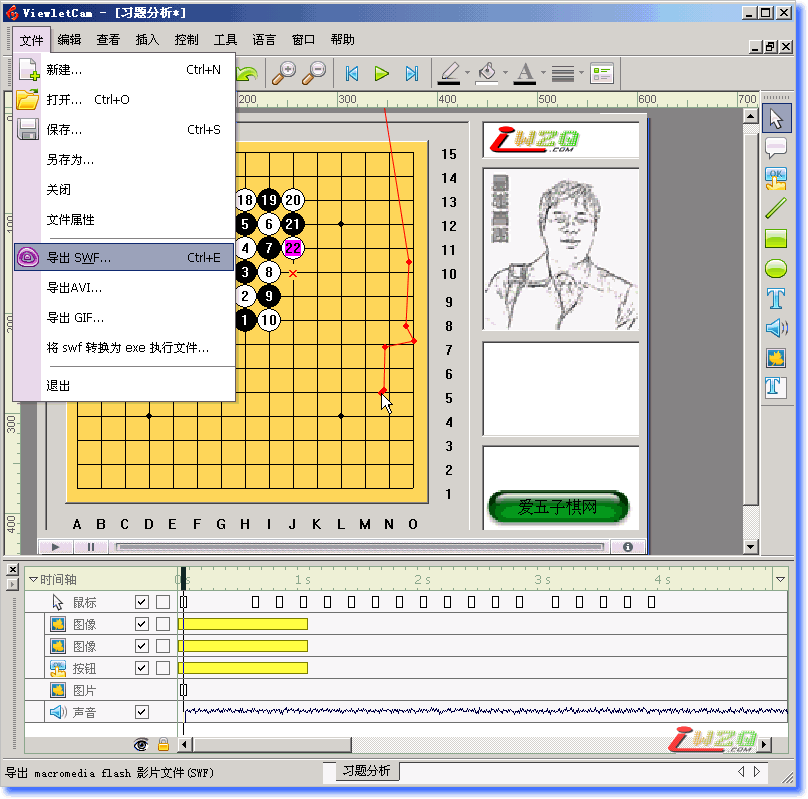 ViewletCam - [习题分析*]
文件 编辑 查看 插入 控制 工具 语言 窗口 帮助
新建... Ctrl+N
打开... Ctrl+O
保存... Ctrl+S
另存为...
关闭
文件属性
导出 SWF... Ctrl+E
导出AVI...
导出 GIF...
将 swf 转换为 exe 执行文件...
退出
200 300 400 500 600 700
0
100
200
300
400
15
14
13
12
11
10
9
8
7
6
5
4
3
2
1
18 19 20
5 6 21
4 7 22
3 8
2 9
1 10
A B C D E F G H I J K L M N O
iWZQ
.COM
爱五子棋网
时间轴 0s 1s 2s 3s 4s
鼠标
图像
图像
按钮
图片
声音
iWZQ
.COM
导出 macromedia flash 影片文件(SWF) 习题分析